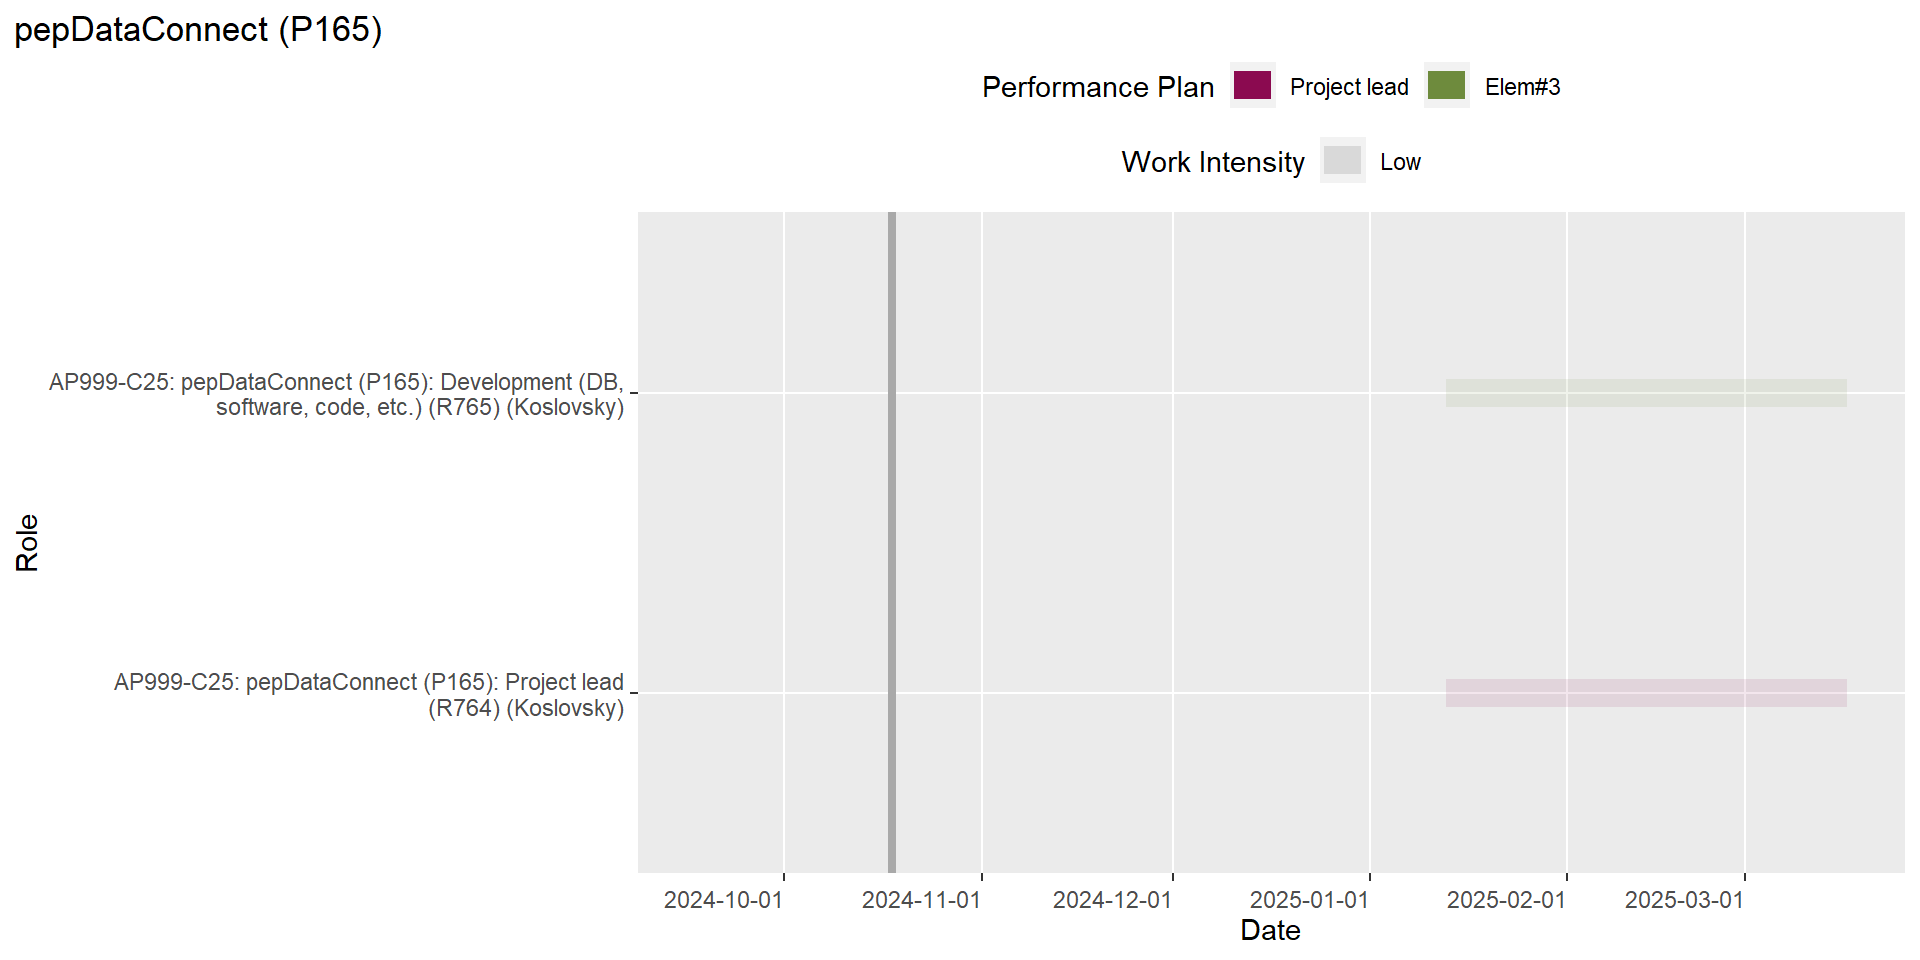 pepDataConnect (P165)
Performance Plan Project lead Elem#3
Work Intensity Low
AP999-C25: pepDataConnect (P165): Development (DB,
software, code, etc.) (R765) (Koslovsky)
Role
AP999-C25: pepDataConnect (P165): Project lead
(R764) (Koslovsky)
2024-10-01 2024-11-01 2024-12-01 2025-01-01 2025-02-01 2025-03-01
Date